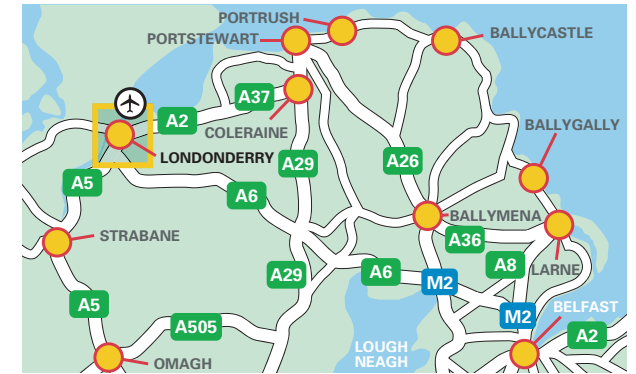 PORTRUSH
PORTSTEWART
BALLYCASTLE
A37
A2
COLERAINE
BALLYGALLY
LONDONDERRY
A29
A26
A5
A6
BALLYMENA
STRABANE
A36
A8
LARNE
A29
A6
M2
A5
M2
BELFAST
A505
A2
LOUGH
NEAGH
OMAGH